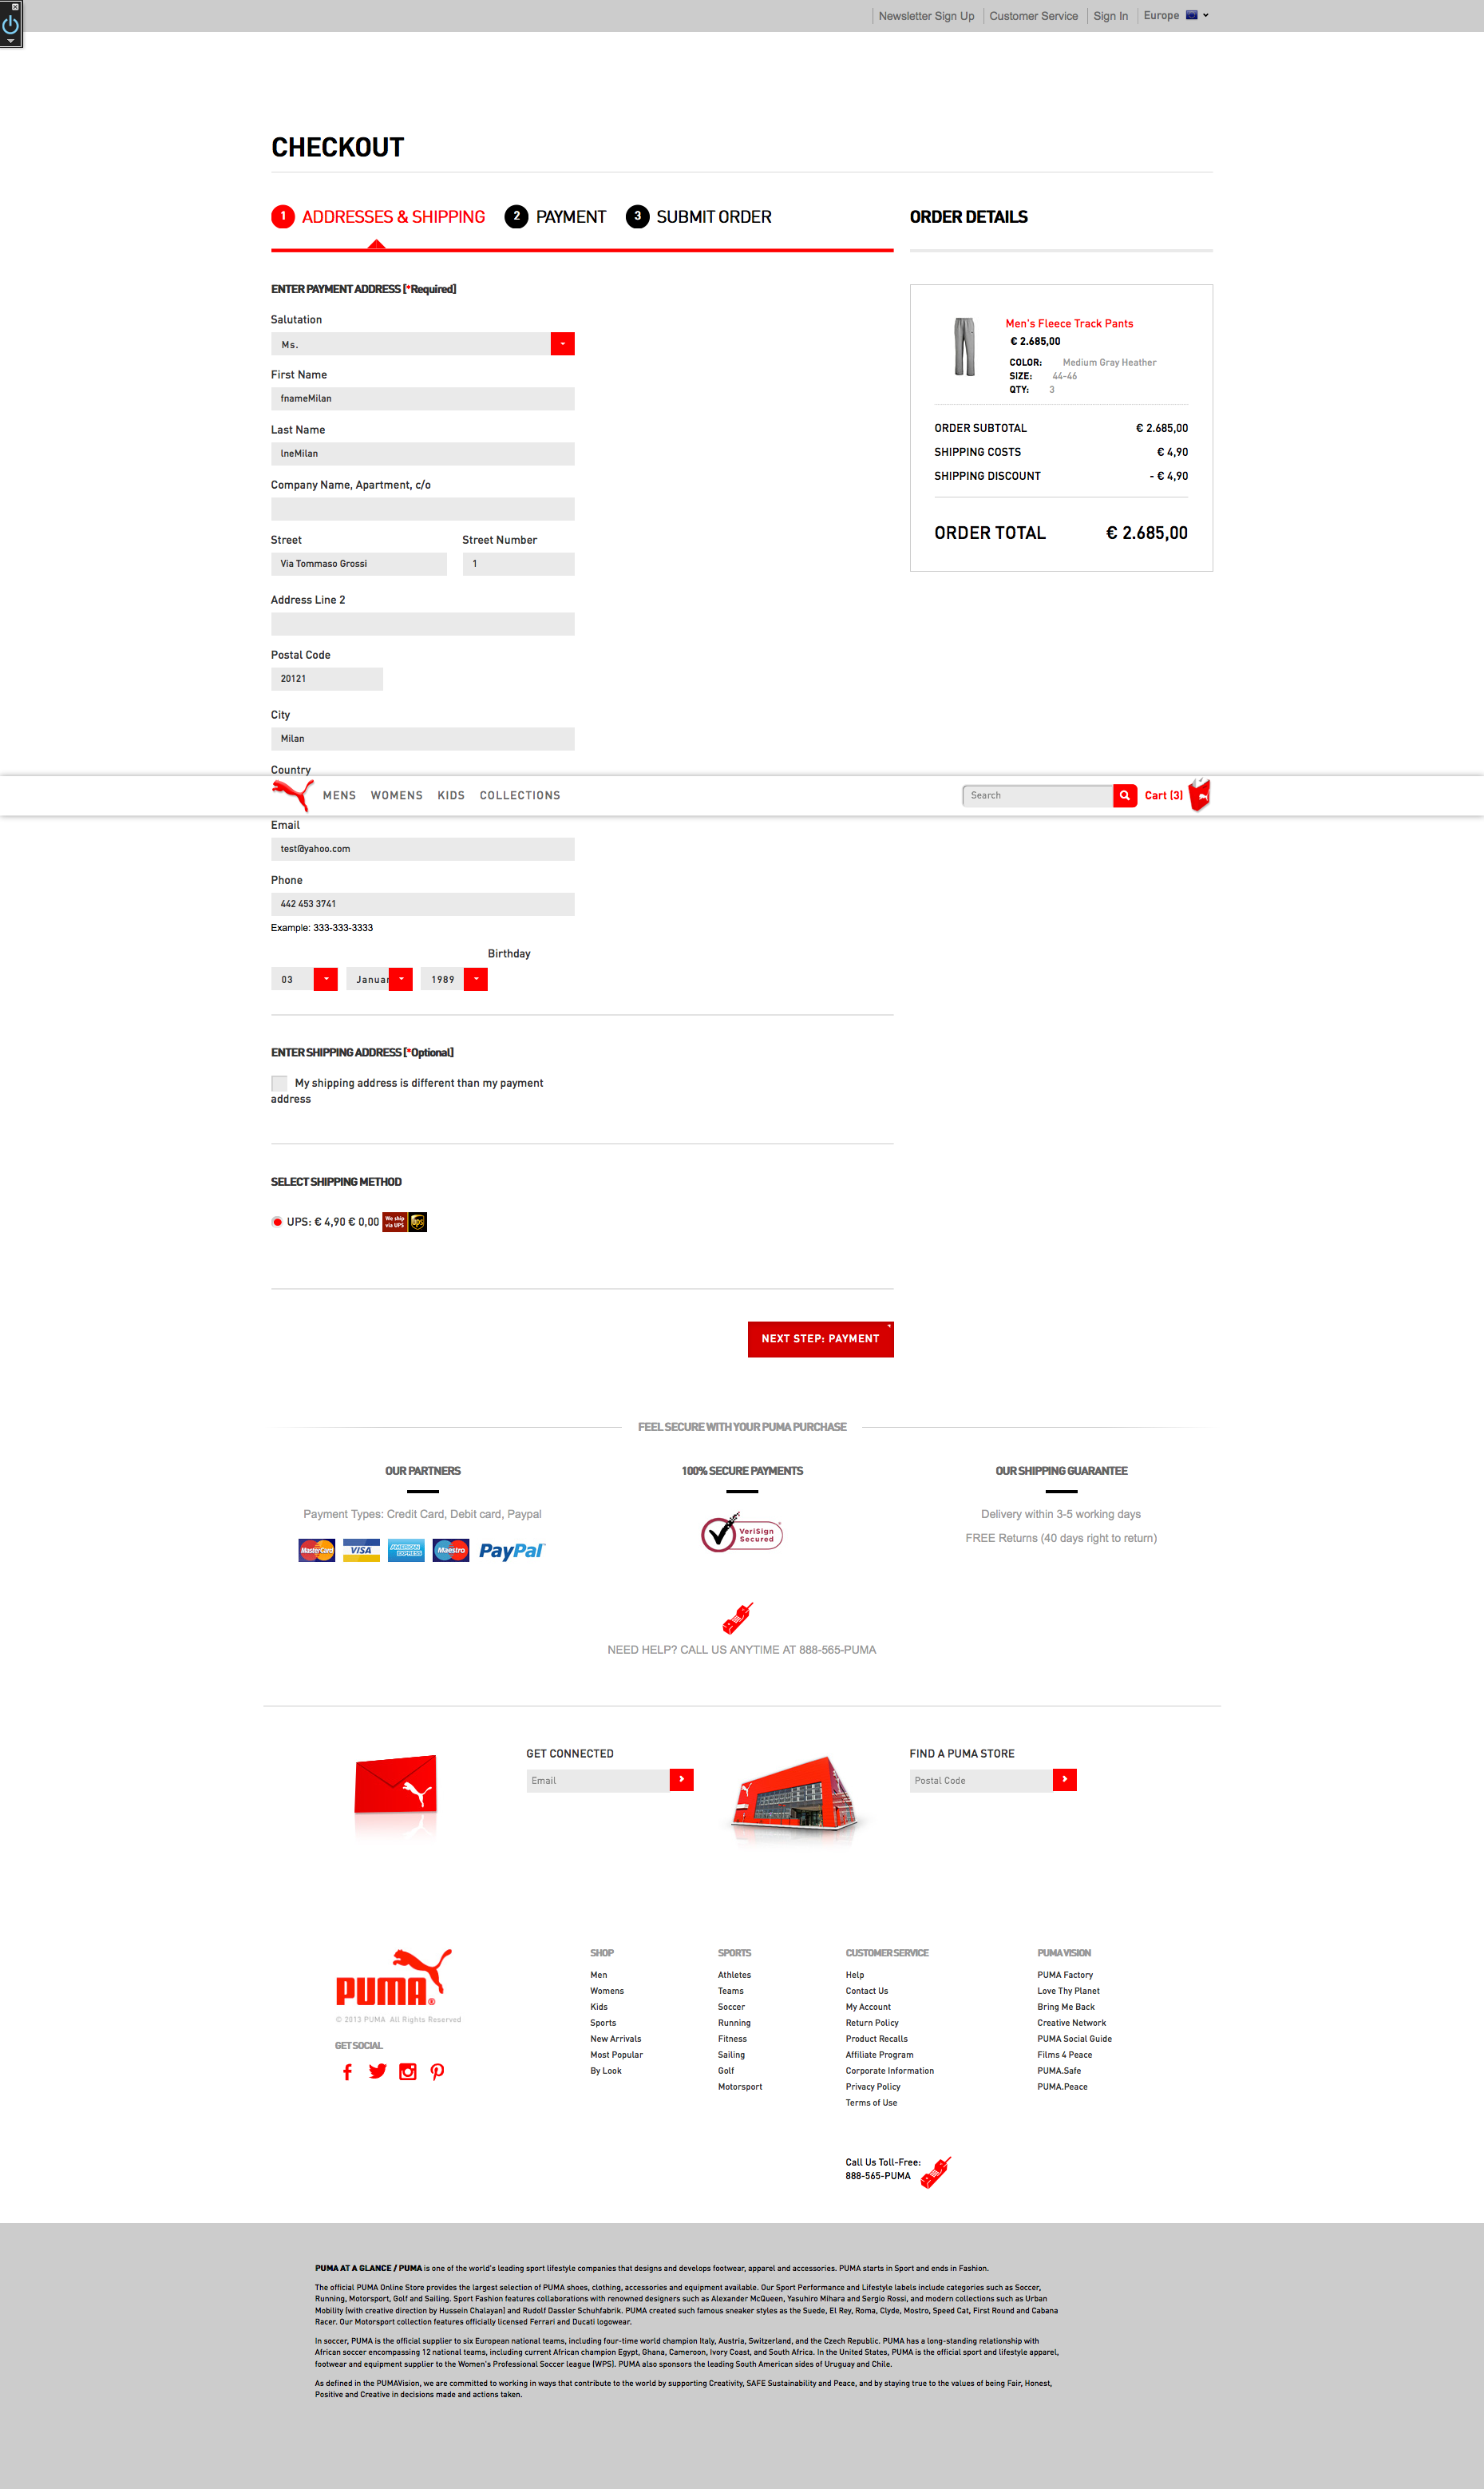 Newsletter Sign Up
Customer Service
Sign In
Europe
CHECKOUT
1 ADDRESSES & SHIPPING
2 PAYMENT
3 SUBMIT ORDER
ORDER DETAILS
ENTER PAYMENT ADDRESS [*Required]
Salutation
Ms.
First Name
fnameMilan
Last Name
lneMilan
Company Name, Apartment, c/o
Street
Street Number
Via Tommaso Grossi
1
Address Line 2
Postal Code
20121
City
Milan
Country
Men's Fleece Track Pants
€ 2.685,00
COLOR: Medium Gray Heather
SIZE: 44-46
QTY: 3
ORDER SUBTOTAL € 2.685,00
SHIPPING COSTS € 4,90
SHIPPING DISCOUNT - € 4,90
ORDER TOTAL € 2.685,00
MENS WOMENS KIDS COLLECTIONS
Search
Cart (3)
Email
test@yahoo.com
Phone
442 453 3741
Example: 333-333-3333
Birthday
03
Januar
1989
ENTER SHIPPING ADDRESS [*Optional]
My shipping address is different than my payment
address
SELECT SHIPPING METHOD
UPS: € 4,90 € 0,00
We ship
via UPS
ups
NEXT STEP: PAYMENT
FEEL SECURE WITH YOUR PUMA PURCHASE
OUR PARTNERS
Payment Types: Credit Card, Debit card, Paypal
MasterCard
VISA
AMERICAN
EXPRESS
Maestro
PayPal
100% SECURE PAYMENTS
VeriSign
Secured
OUR SHIPPING GUARANTEE
Delivery within 3-5 working days
FREE Returns (40 days right to return)
NEED HELP? CALL US ANYTIME AT 888-565-PUMA
GET CONNECTED
Email
FIND A PUMA STORE
Postal Code
PUMA®
© 2013 PUMA All Rights Reserved
GET SOCIAL
SHOP
Men
Womens
Kids
Sports
New Arrivals
Most Popular
By Look
SPORTS
Athletes
Teams
Soccer
Running
Fitness
Sailing
Golf
Motorsport
CUSTOMER SERVICE
Help
Contact Us
My Account
Return Policy
Product Recalls
Affiliate Program
Corporate Information
Privacy Policy
Terms of Use
PUMA VISION
PUMA Factory
Love Thy Planet
Bring Me Back
Creative Network
PUMA Social Guide
Films 4 Peace
PUMA.Safe
PUMA.Peace
Call Us Toll-Free:
888-565-PUMA
PUMA AT A GLANCE / PUMA is one of the world's leading sport lifestyle companies that designs and develops footwear, apparel and accessories. PUMA starts in Sport and ends in Fashion.
The official PUMA Online Store provides the largest selection of PUMA shoes, clothing, accessories and equipment available. Our Sport Performance and Lifestyle labels include categories such as Soccer,
Running, Motorsport, Golf and Sailing. Sport Fashion features collaborations with renowned designers such as Alexander McQueen, Yasuhiro Mihara and Sergio Rossi, and modern collections such as Urban
Mobility (with creative direction by Hussein Chalayan) and Rudolf Dassler Schuhfabrik. PUMA created such famous sneaker styles as the Suede, El Rey, Roma, Clyde, Mostro, Speed Cat, First Round and Cabana
Racer. Our Motorsport collection features officially licensed Ferrari and Ducati logowear.
In soccer, PUMA is the official supplier to six European national teams, including four-time world champion Italy, Austria, Switzerland, and the Czech Republic. PUMA has a long-standing relationship with
African soccer encompassing 12 national teams, including current African champion Egypt, Ghana, Cameroon, Ivory Coast, and South Africa. In the United States, PUMA is the official sport and lifestyle apparel,
footwear and equipment supplier to the Women's Professional Soccer league (WPS). PUMA also sponsors the leading South American sides of Uruguay and Chile.
As defined in the PUMAVision, we are committed to working in ways that contribute to the world by supporting Creativity, SAFE Sustainability and Peace, and by staying true to the values of being Fair, Honest,
Positive and Creative in decisions made and actions taken.